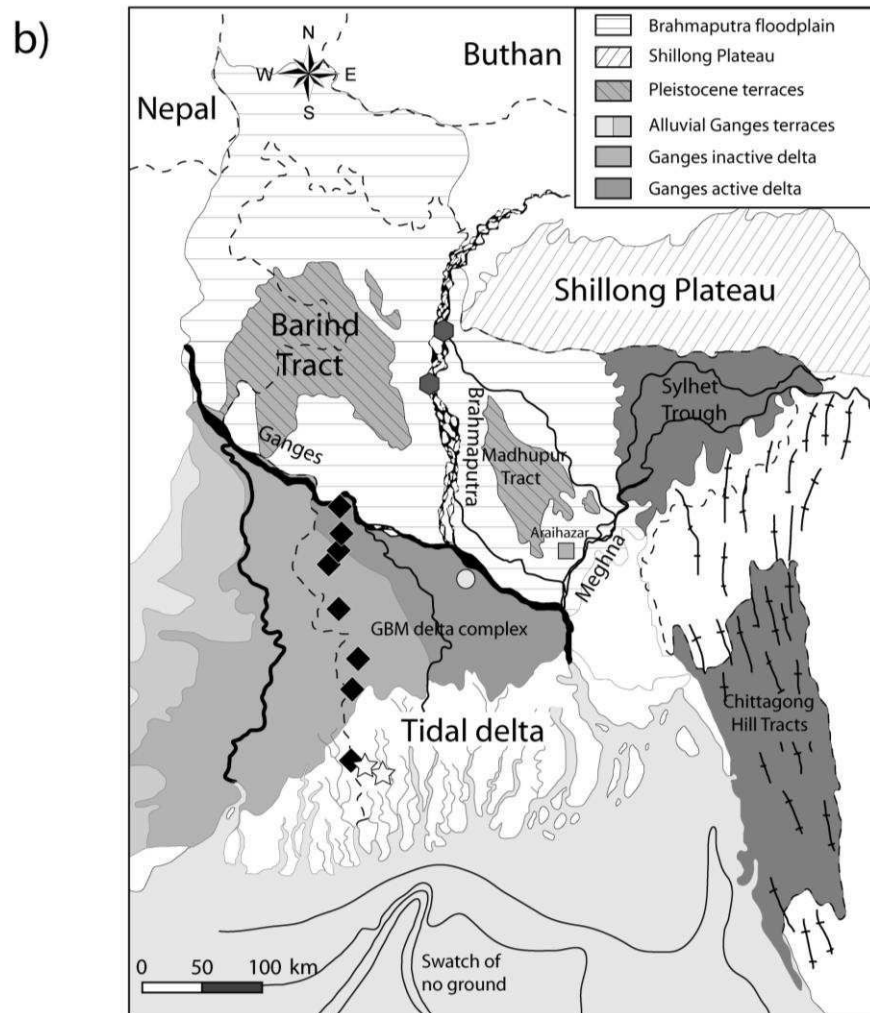 b)
N
W E
S
Nepal
Buthan
Brahmaputra floodplain
Shillong Plateau
Pleistocene terraces
Alluvial Ganges terraces
Ganges inactive delta
Ganges active delta
Shillong Plateau
Barind
Tract
Sylhet
Trough
Ganges
Brahmaputra
Madhupur
Tract
Araihazar
Meghna
GBM delta complex
Chittagong
Hill Tracts
Tidal delta
Swatch of
no ground
0 50 100 km